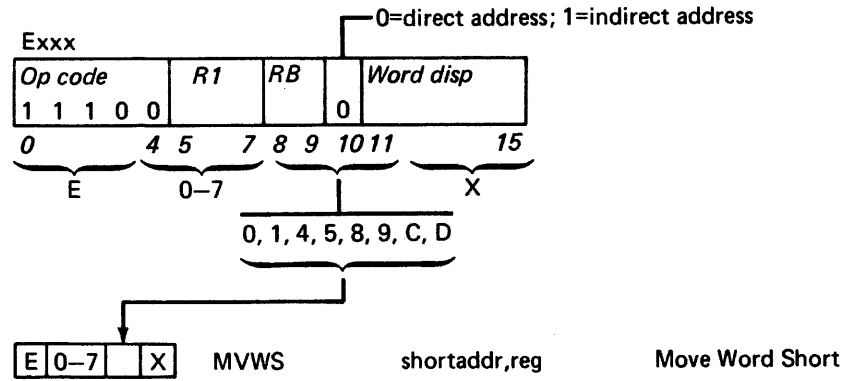 0=direct address; 1=indirect address
Exxx
Op code R1 RB Word disp
1 1 1 0 0 0
0 4 5 7 8 9 10 11 15
E 0–7 X
0, 1, 4, 5, 8, 9, C, D
E 0–7 X MVWS shortaddr,reg Move Word Short